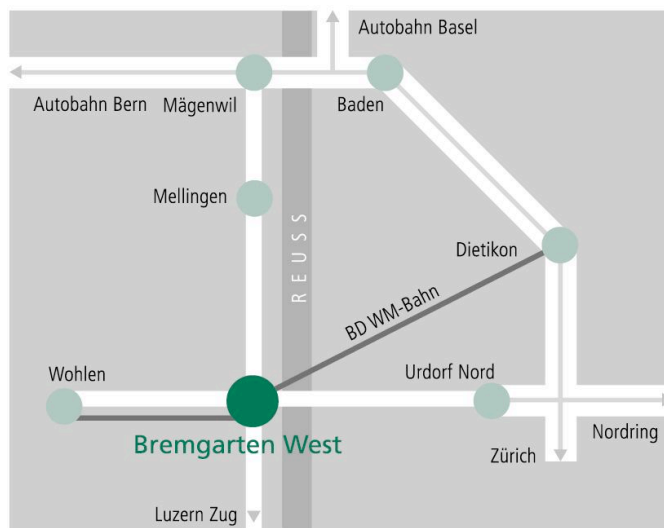 Autobahn Basel
Autobahn Bern
Mägenwil
Baden
Mellingen
REUSS
Dietikon
BD WM-Bahn
Wohlen
Urdorf Nord
Bremgarten West
Nordring
Zürich
Luzern Zug